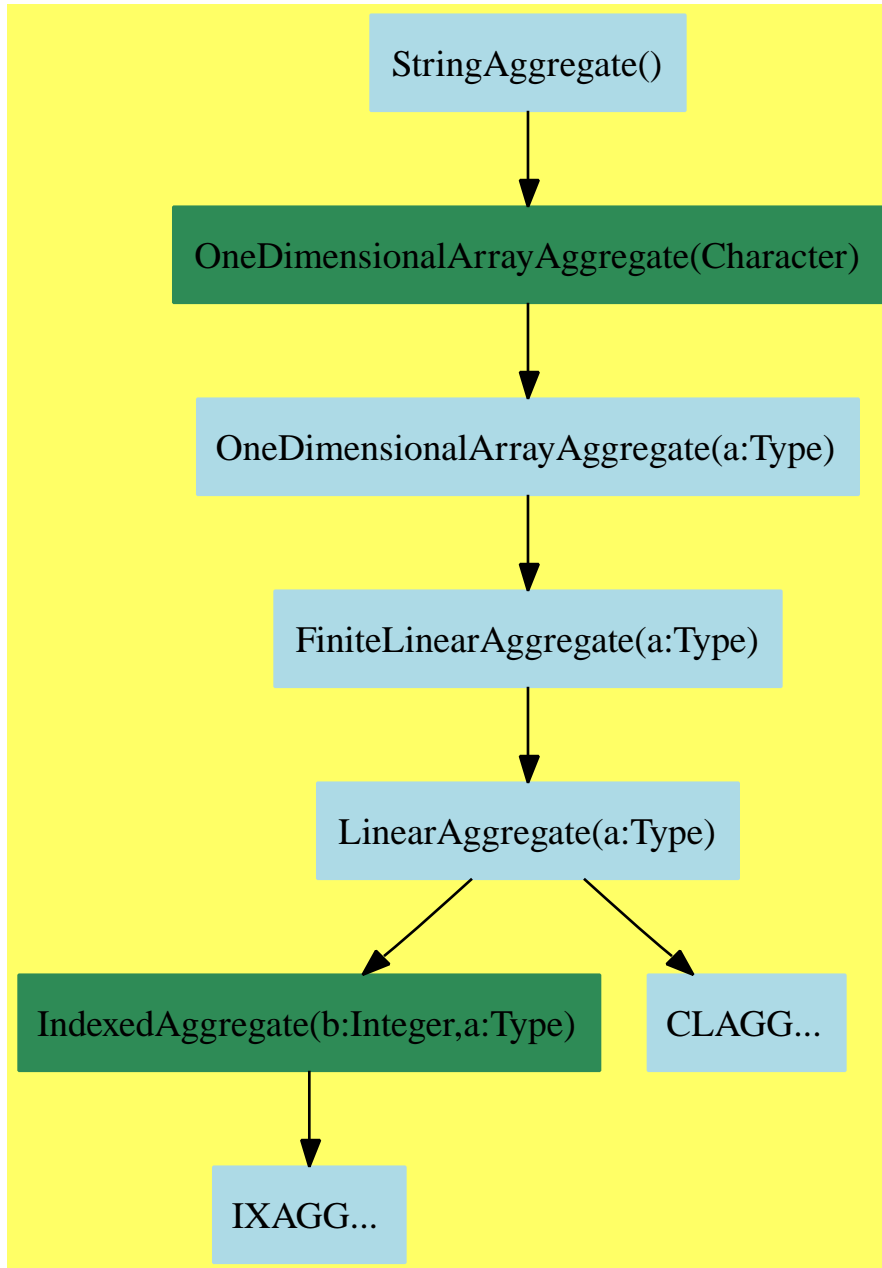 StringAggregate()
OneDimensionalArrayAggregate(Character)
OneDimensionalArrayAggregate(a:Type)
FiniteLinearAggregate(a:Type)
LinearAggregate(a:Type)
IndexedAggregate(b:Integer,a:Type)
CLAGG...
IXAGG...